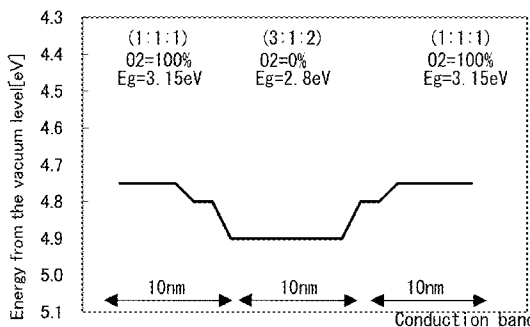 Energy from the vacuum level[eV]
4.3
4.4
4.5
4.6
4.7
4.8
4.9
5.0
5.1
(1:1:1)
O2=100%
Eg=3.15eV
(3:1:2)
O2=0%
Eg=2.8eV
(1:1:1)
O2=100%
Eg=3.15eV
10nm
10nm
10nm
Conduction band